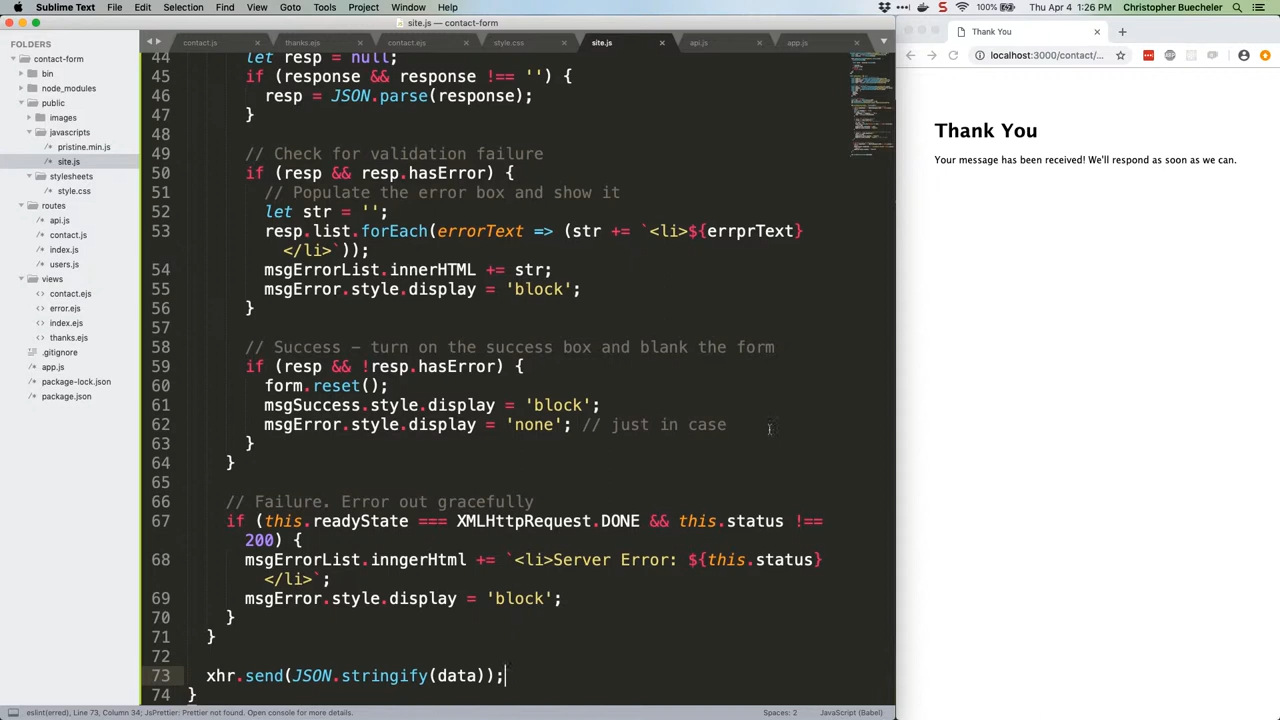 Sublime Text File Edit Selection Find View Goto Tools Project Window Help
100% Thu Apr 4 1:26 PM Christopher Buecheler
site.js — contact-form
Thank You
FOLDERS
contact-form
bin
node_modules
public
images
javascripts
pristine.min.js
site.js
stylesheets
style.css
routes
api.js
contact.js
index.js
users.js
views
contact.ejs
error.ejs
index.ejs
thanks.ejs
.gitignore
app.js
package-lock.json
package.json
contact.js thanks.ejs contact.ejs style.css site.js api.js app.js
44 let resp = null;
45 if (response && response !== '') {
46 resp = JSON.parse(response);
47 }
48
49 // Check for validation failure
50 if (resp && resp.hasError) {
51 // Populate the error box and show it
52 let str = '';
53 resp.list.forEach(errorText => (str += `<li>${errprText}
</li>`));
54 msgErrorList.innerHTML += str;
55 msgError.style.display = 'block';
56 }
57
58 // Success – turn on the success box and blank the form
59 if (resp && !resp.hasError) {
60 form.reset();
61 msgSuccess.style.display = 'block';
62 msgError.style.display = 'none'; // just in case
63 }
64 }
65
66 // Failure. Error out gracefully
67 if (this.readyState === XMLHttpRequest.DONE && this.status !==
200) {
68 msgErrorList.inngerHtml += `<li>Server Error: ${this.status}
</li>`;
69 msgError.style.display = 'block';
70 }
71 }
72
73 xhr.send(JSON.stringify(data));
74 }
eslint(erred), Line 73, Column 34; JsPrettier: Prettier not found. Open console for more details.
Spaces: 2 JavaScript (Babel)
localhost:3000/contact/...
Thank You
Your message has been received! We'll respond as soon as we can.